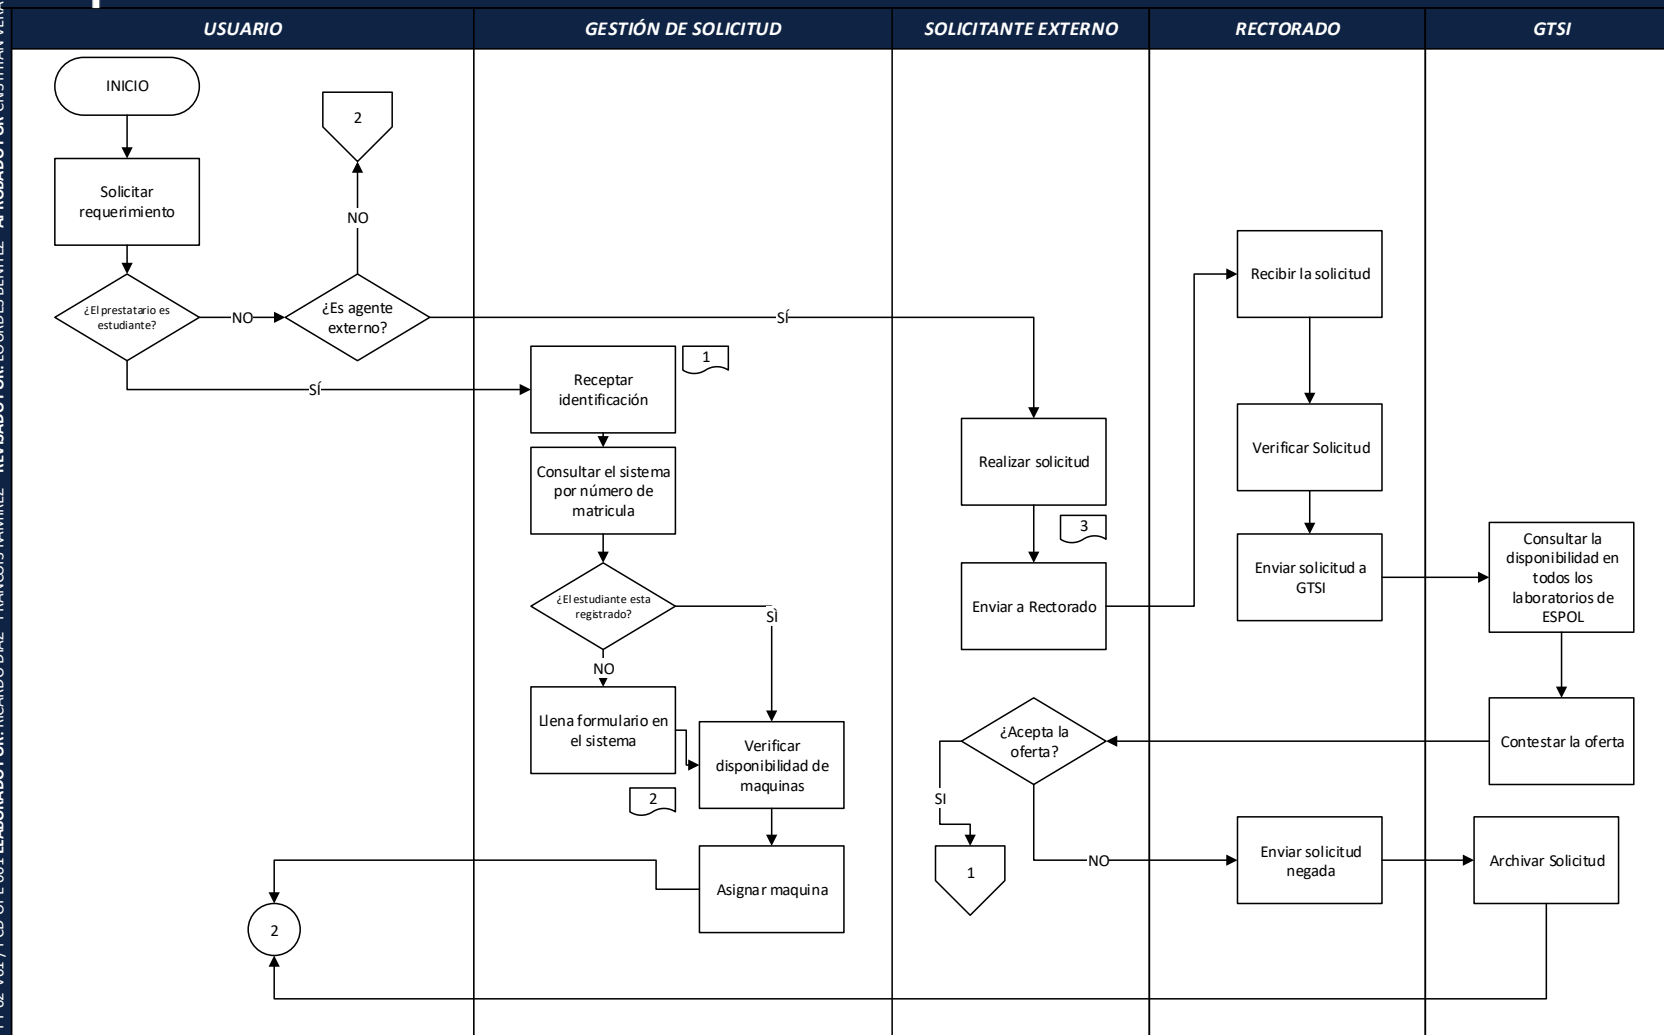 USUARIO
GESTIÓN DE SOLICITUD
SOLICITANTE EXTERNO
RECTORADO
GTSI
INICIO
2
Solicitar
requerimiento
NO
¿El prestatario es
estudiante?
NO
¿Es agente
externo?
SÍ
SÍ
Receptar
identificación
1
Consultar el sistema
por número de
matricula
¿El estudiante esta
registrado?
SÌ
NO
Llena formulario en
el sistema
2
Verificar
disponibilidad de
maquinas
Asignar maquina
2
Realizar solicitud
3
Enviar a Rectorado
Recibir la solicitud
Verificar Solicitud
Enviar solicitud a
GTSI
Consultar la
disponibilidad en
todos los
laboratorios de
ESPOL
Contestar la oferta
¿Acepta la
oferta?
SI
1
NO
Enviar solicitud
negada
Archivar Solicitud